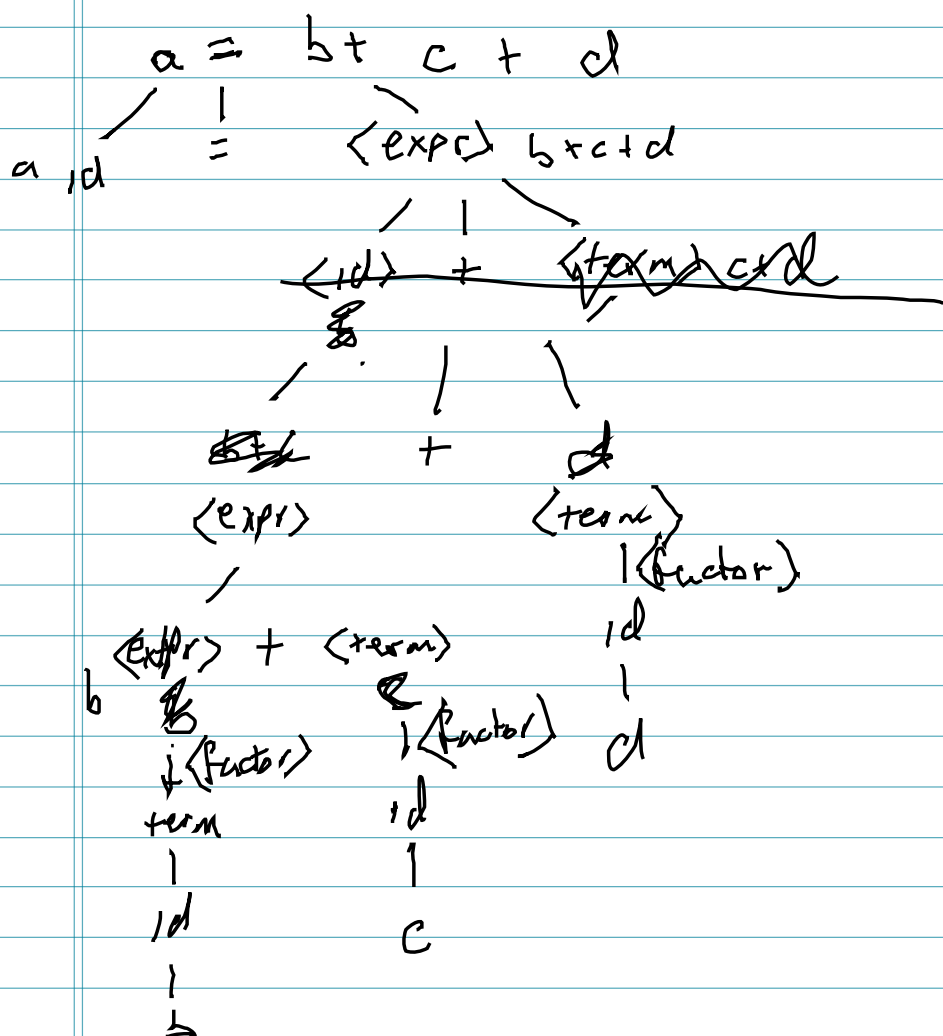 a = b + c + d
a id = <expr> b + c + d
<id> + <term> c + d
+ d
<expr> <term>
<factor>
id
<expr> + <term>
b
<factor> <factor> d
term id
id c
b